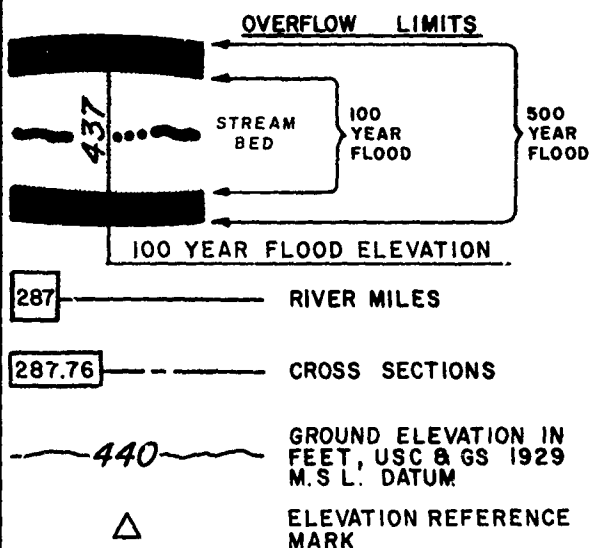 OVERFLOW LIMITS
437
STREAM
BED
100
YEAR
FLOOD
500
YEAR
FLOOD
100 YEAR FLOOD ELEVATION
287
RIVER MILES
287.76
CROSS SECTIONS
440
GROUND ELEVATION IN
FEET, USC & GS 1929
M.S L. DATUM
ELEVATION REFERENCE
MARK